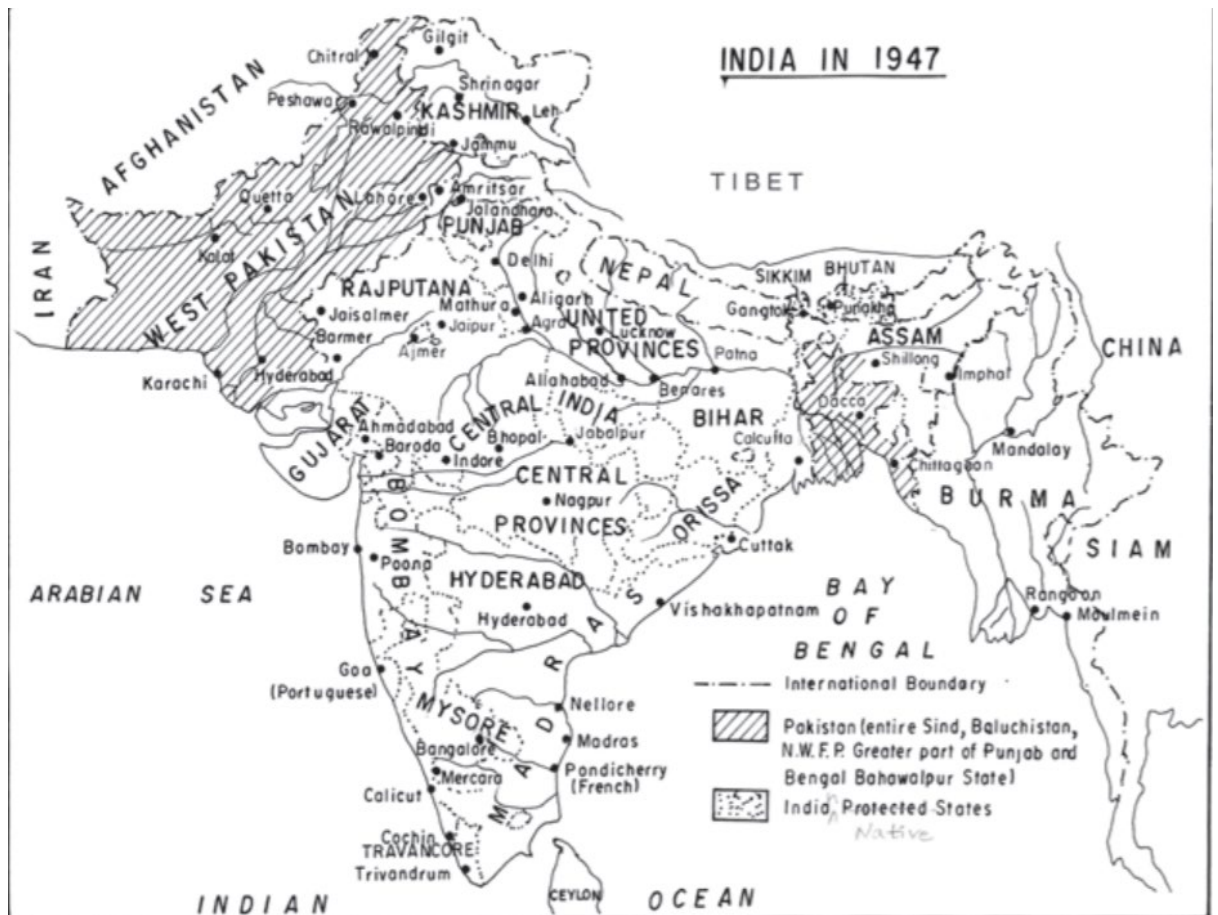 INDIA IN 1947
Gilgit
Chitral
Shrinagar
Peshawa
KASHMIR
Leh
Rawalpindi
Jammu
AFGHANISTAN
TIBET
Quetta
Lahore
Amritsar
Jalandhara
PUNJAB
Kalat
IRAN
WEST PAKISTAN
Delhi
NEPAL
SIKKIM
BHUTAN
RAJPUTANA
Mathura
Aligarh
Gangtok
Punakha
Jaisalmer
Jaipur
Agra
UNITED
Lucknow
ASSAM
Barmer
Ajmer
PROVINCES
Patna
Shillong
CHINA
Karachi
Hyderabad
Allahabad
Benares
Imphal
GUJARAT
CENTRAL INDIA
BIHAR
Dacca
Ahmadabad
Bhopal
Jabalpur
Calcutta
Mandalay
Baroda
Indore
CENTRAL
Chittagoan
BURMA
Nagpur
PROVINCES
ORISSA
BOMBAY
Cuttak
SIAM
Bombay
Poona
HYDERABAD
Hyderabad
Vishakhapatnam
ARABIAN SEA
BAY
OF
BENGAL
Rangoon
Moulmein
MADRAS
Goa
(Portuguese)
MYSORE
Nellore
Bangalore
Madras
Mercara
Pondicherry
(French)
Calicut
Cochin
TRAVANCORE
Trivandrum
CEYLON
INDIAN OCEAN
International Boundary
Pakistan (entire Sind, Baluchistan,
N.W.F.P. Greater part of Punjab and
Bengal Bahawalpur State)
Indian Protected States
Native